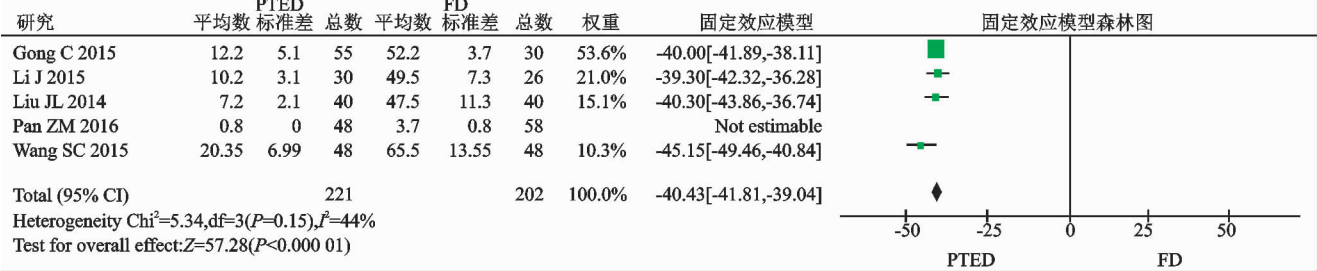 PTED FD
研究 平均数 标准差 总数 平均数 标准差 总数 权重 固定效应模型 固定效应模型森林图
Gong C 2015 12.2 5.1 55 52.2 3.7 30 53.6% -40.00[-41.89,-38.11]
Li J 2015 10.2 3.1 30 49.5 7.3 26 21.0% -39.30[-42.32,-36.28]
Liu JL 2014 7.2 2.1 40 47.5 11.3 40 15.1% -40.30[-43.86,-36.74]
Pan ZM 2016 0.8 0 48 3.7 0.8 58 Not estimable
Wang SC 2015 20.35 6.99 48 65.5 13.55 48 10.3% -45.15[-49.46,-40.84]
Total (95% CI) 221 202 100.0% -40.43[-41.81,-39.04]
Heterogeneity Chi²=5.34,df=3(P=0.15),I²=44%
Test for overall effect:Z=57.28(P<0.000 01)
-50 -25 0 25 50
PTED FD